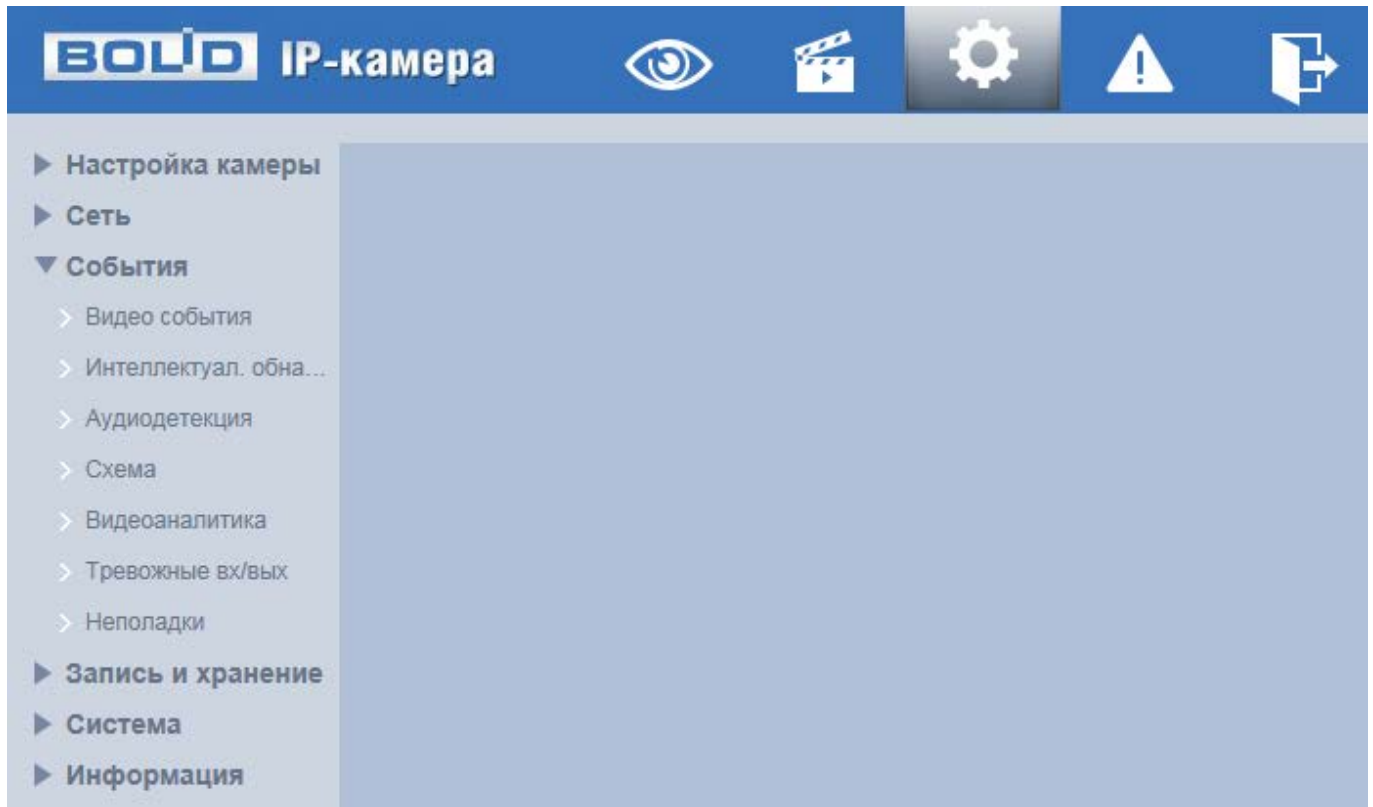 BOLID IP-камера
Настройка камеры
Сеть
События
Видео события
Интеллектуал. обна...
Аудиодетекция
Схема
Видеоаналитика
Тревожные вх/вых
Неполадки
Запись и хранение
Система
Информация